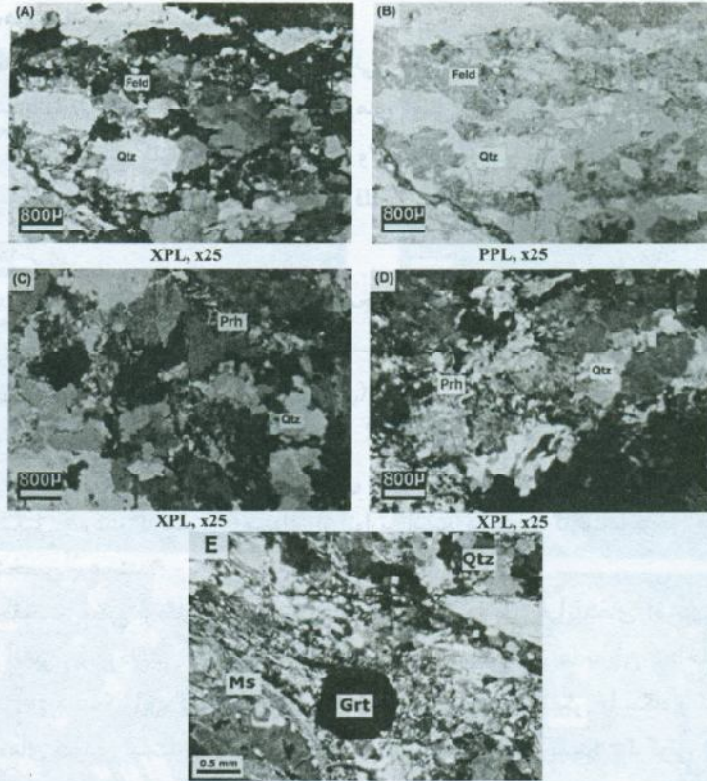 (A)
Feld
Qtz
800µ
XPL, x25
(B)
Feld
Qtz
800µ
PPL, x25
(C)
Prh
Qtz
800µ
XPL, x25
(D)
Prh
Qtz
800µ
XPL, x25
E
Qtz
Ms
Grt
0.5 mm